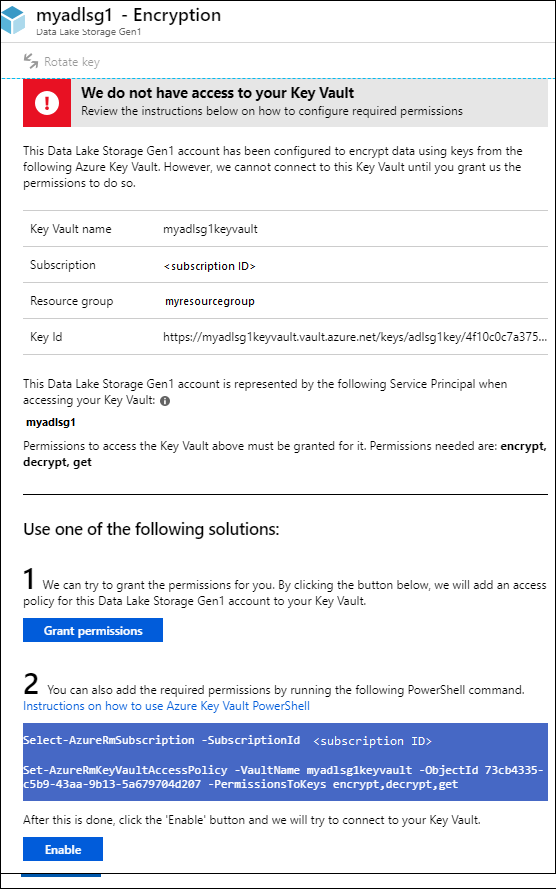 myadlsg1 - Encryption
Data Lake Storage Gen1
Rotate key
We do not have access to your Key Vault
Review the instructions below on how to configure required permissions
This Data Lake Storage Gen1 account has been configured to encrypt data using keys from the
following Azure Key Vault. However, we cannot connect to this Key Vault until you grant us the
permissions to do so.
Key Vault name myadlsg1keyvault
Subscription <subscription ID>
Resource group myresourcegroup
Key Id https://myadlsg1keyvault.vault.azure.net/keys/adlsg1key/4f10c0c7a375...
This Data Lake Storage Gen1 account is represented by the following Service Principal when
accessing your Key Vault:
myadlsg1
Permissions to access the Key Vault above must be granted for it. Permissions needed are: encrypt,
decrypt, get
Use one of the following solutions:
1 We can try to grant the permissions for you. By clicking the button below, we will add an access
policy for this Data Lake Storage Gen1 account to your Key Vault.
Grant permissions
2 You can also add the required permissions by running the following PowerShell command.
Instructions on how to use Azure Key Vault PowerShell
Select-AzureRmSubscription -SubscriptionId <subscription ID>
Set-AzureRmKeyVaultAccessPolicy -VaultName myadlsg1keyvault -ObjectId 73cb4335-
c5b9-43aa-9b13-5a679704d207 -PermissionsToKeys encrypt,decrypt,get
After this is done, click the 'Enable' button and we will try to connect to your Key Vault.
Enable